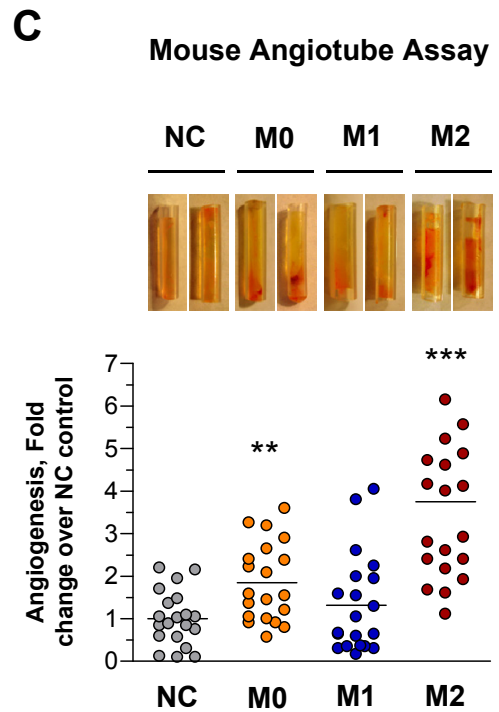 C
Mouse Angiotube Assay
NC M0 M1 M2
***
**
7
6
5
4
3
2
1
0
Angiogenesis, Fold
change over NC control
NC M0 M1 M2